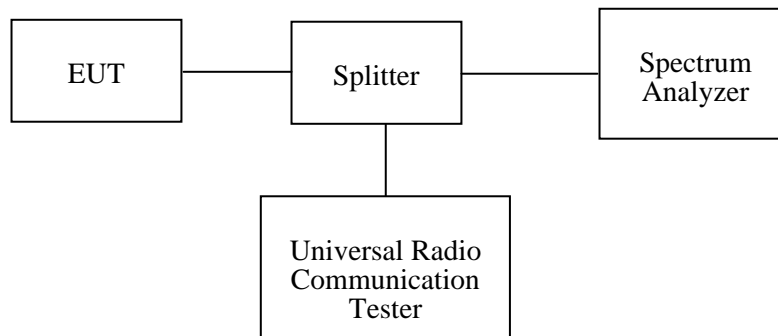 EUT
Splitter
Spectrum
Analyzer
Universal Radio
Communication
Tester